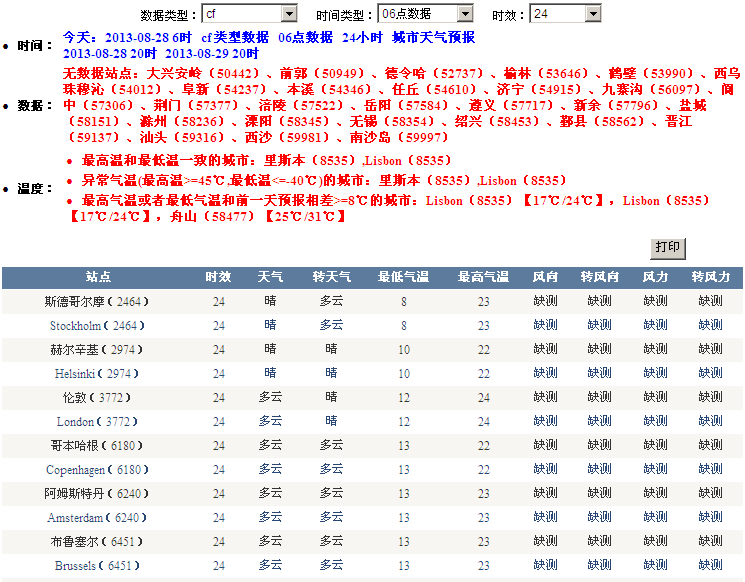 数据类型： cf 时间类型： 06点数据 时效： 24
今天：2013-08-28 6时 cf类型数据 06点数据 24小时 城市天气预报
时间：
2013-08-28 20时 2013-08-29 20时
无数据站点：大兴安岭（50442）、前郭（50949）、德令哈（52737）、榆林（53646）、鹤壁（53990）、西乌
珠穆沁（54012）、阜新（54237）、本溪（54346）、任丘（54610）、济宁（54915）、九寨沟（56097）、阆
数据： 中（57306）、荆门（57377）、涪陵（57522）、岳阳（57584）、遵义（57717）、新余（57796）、盐城
（58151）、滁州（58236）、溧阳（58345）、无锡（58354）、绍兴（58453）、鄞县（58562）、晋江
（59137）、汕头（59316）、西沙（59981）、南沙岛（59997）
最高温和最低温一致的城市：里斯本（8535）,Lisbon（8535）
温度： 异常气温(最高温>=45℃,最低温<=-40℃)的城市：里斯本（8535）,Lisbon（8535）
最高气温或者最低气温和前一天预报相差>=8℃的城市：Lisbon（8535）【17℃/24℃】，Lisbon（8535）
【17℃/24℃】，舟山（58477）【25℃/31℃】
打印
站点 时效 天气 转天气 最低气温 最高气温 风向 转风向 风力 转风力
斯德哥尔摩（2464） 24 晴 多云 8 23 缺测 缺测 缺测 缺测
Stockholm（2464） 24 晴 多云 8 23 缺测 缺测 缺测 缺测
赫尔辛基（2974） 24 晴 晴 10 22 缺测 缺测 缺测 缺测
Helsinki（2974） 24 晴 晴 10 22 缺测 缺测 缺测 缺测
伦敦（3772） 24 多云 晴 12 24 缺测 缺测 缺测 缺测
London（3772） 24 多云 晴 12 24 缺测 缺测 缺测 缺测
哥本哈根（6180） 24 多云 多云 13 22 缺测 缺测 缺测 缺测
Copenhagen（6180） 24 多云 多云 13 22 缺测 缺测 缺测 缺测
阿姆斯特丹（6240） 24 多云 多云 13 23 缺测 缺测 缺测 缺测
Amsterdam（6240） 24 多云 多云 13 23 缺测 缺测 缺测 缺测
布鲁塞尔（6451） 24 多云 多云 13 23 缺测 缺测 缺测 缺测
Brussels（6451） 24 多云 多云 13 23 缺测 缺测 缺测 缺测